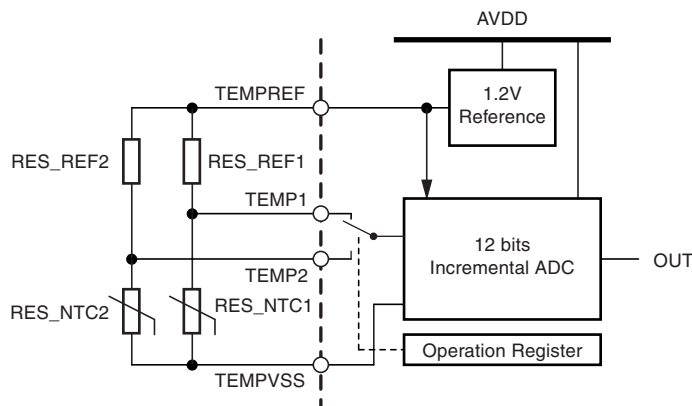 AVDD
1.2V
Reference
TEMPREF
RES_REF2
RES_REF1
TEMP1
12 bits
Incremental ADC
OUT
TEMP2
RES_NTC2
RES_NTC1
Operation Register
TEMPVSS